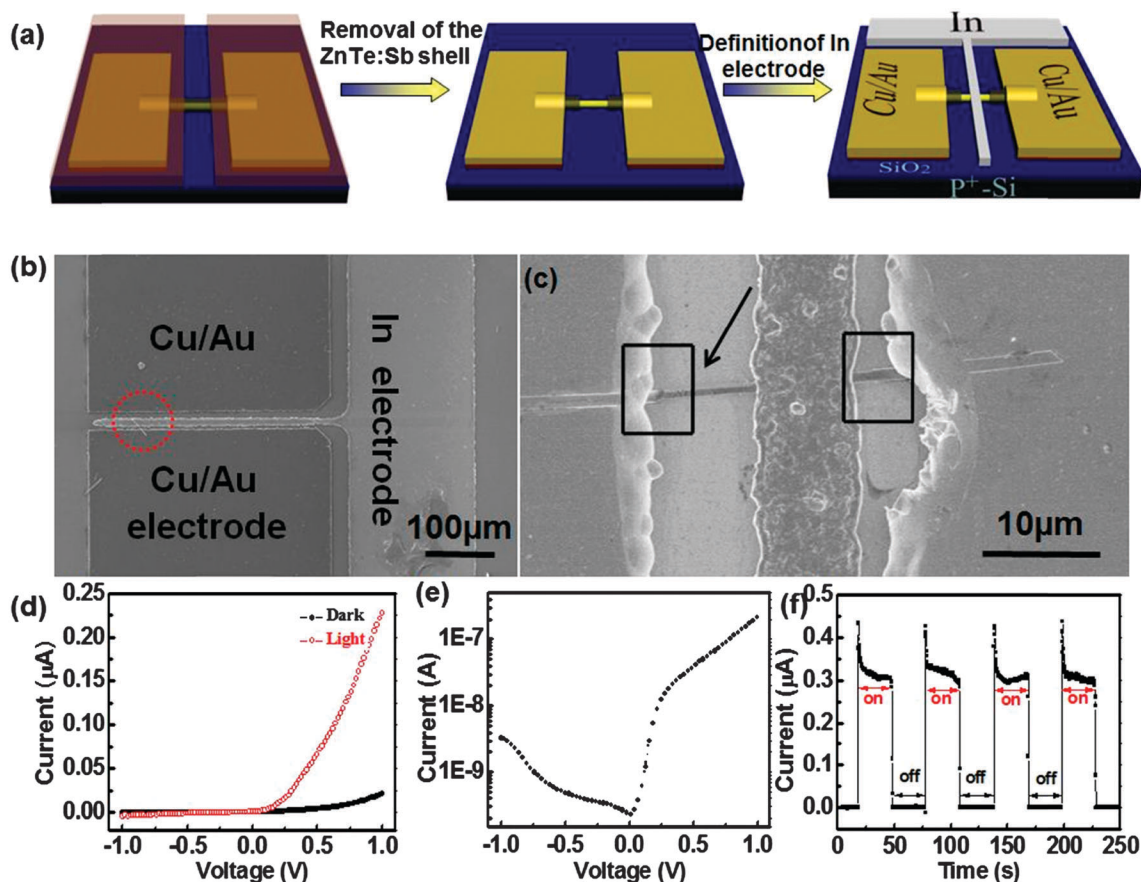 (a)
Removal of the
ZnTe:Sb shell
Definitionof In
electrode
In
Cu/Au
Cu/Au
SiO2
P+-Si
(b)
Cu/Au
Cu/Au
electrode
In electrode
100μm
(c)
10μm
(d)
Current (μA)
0.25
0.20
0.15
0.10
0.05
0.00
Dark
Light
-1.0
-0.5
0.0
0.5
1.0
Voltage (V)
(e)
Current (A)
1E-7
1E-8
1E-9
-1.0
-0.5
0.0
0.5
1.0
Voltage (V)
(f)
Current (μA)
0.5
0.4
0.3
0.2
0.1
0.0
on
on
on
on
off
off
off
0
50
100
150
200
250
Time (s)